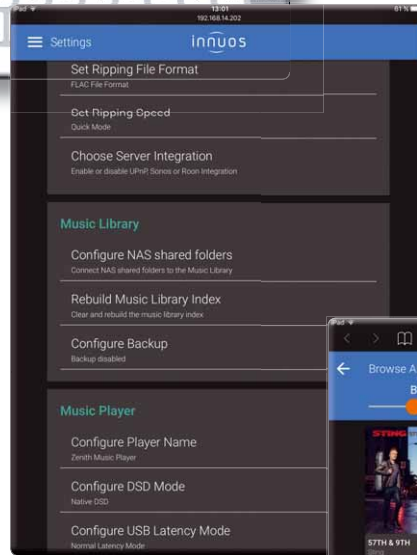 iPad
13:01
61 %
192.168.14.202
Settings
innuos
Set Ripping File Format
FLAC File Format
Set Ripping Speed
Quick Mode
Choose Server Integration
Enable or disable UPnP, Sonos or Roon Integration
Music Library
Configure NAS shared folders
Connect NAS shared folders to the Music Library
Rebuild Music Library Index
Clear and rebuild the music library index
Configure Backup
Backup disabled
Music Player
Configure Player Name
Zenith Music Player
Configure DSD Mode
Native DSD
Configure USB Latency Mode
Normal Latency Mode
iPad
Browse A
B
STING
57TH & 9TH
Sting